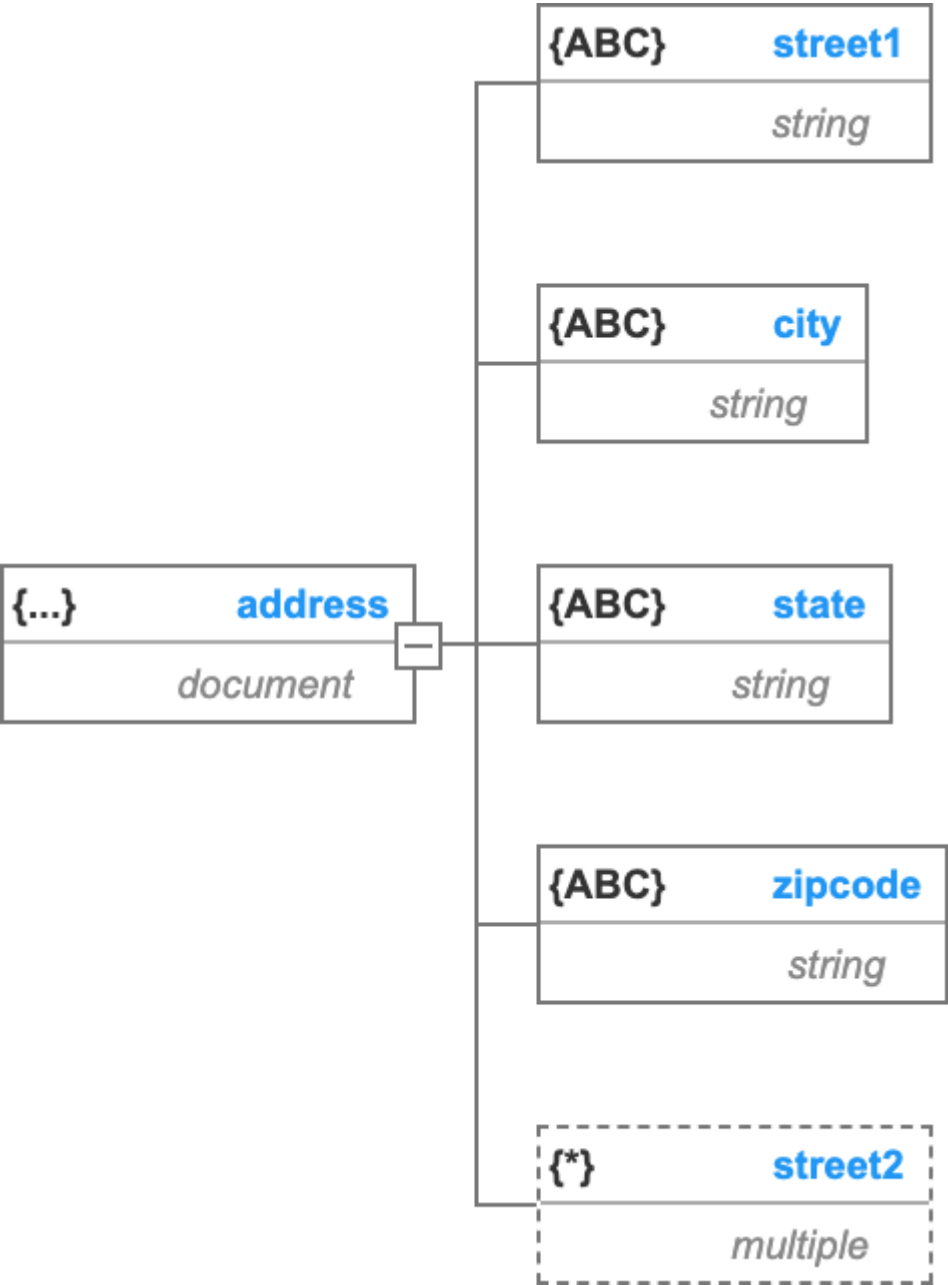 {ABC} street1
string
{ABC} city
string
{...} address
document
{ABC} state
string
{ABC} zipcode
string
{*} street2
multiple